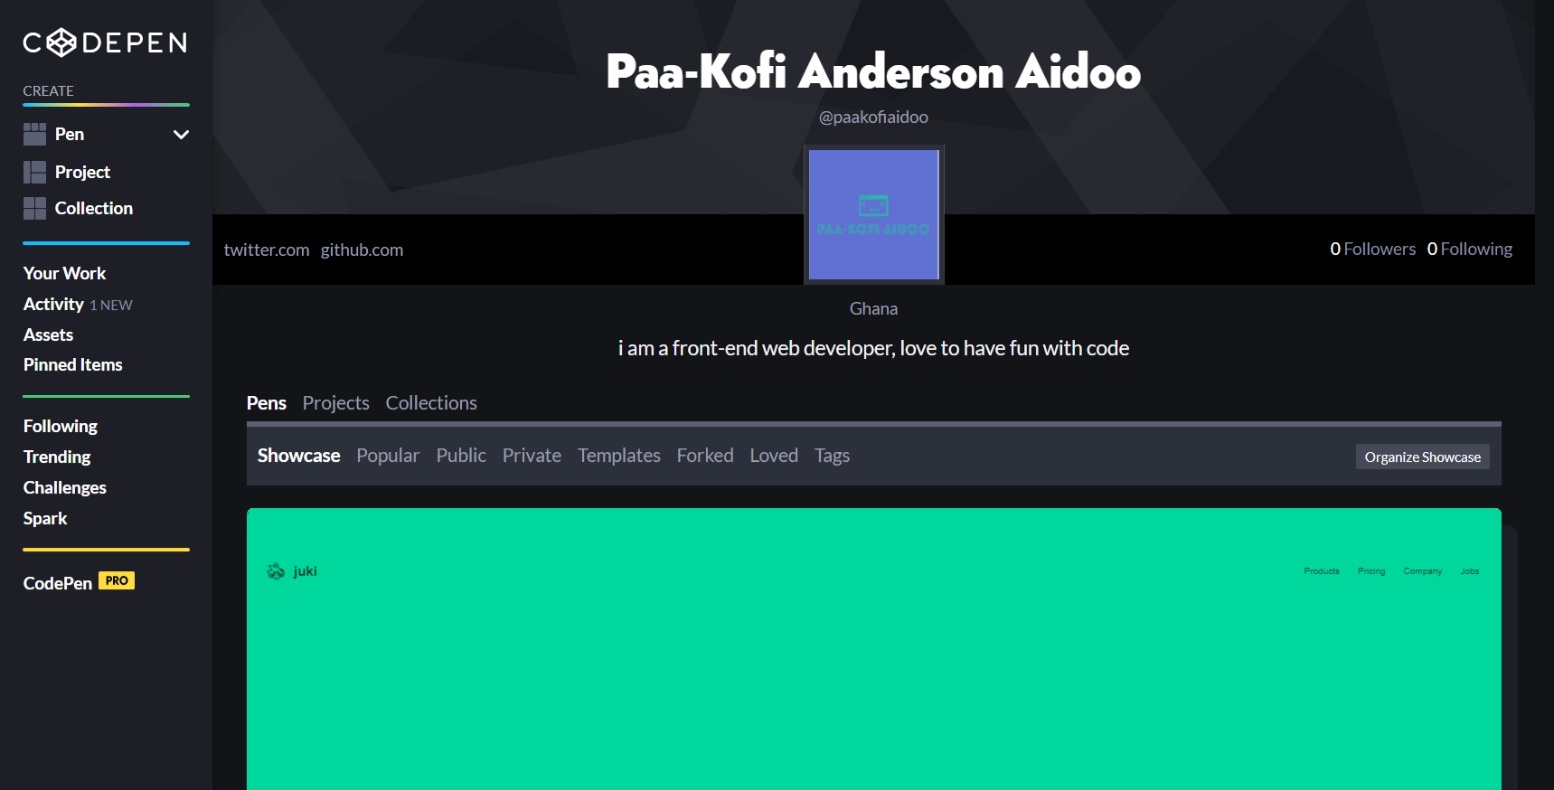 CODEPEN
CREATE
Pen
Project
Collection
Your Work
Activity 1 NEW
Assets
Pinned Items
Following
Trending
Challenges
Spark
CodePen PRO
Paa-Kofi Anderson Aidoo
@paakofiaidoo
PAA-KOFI AIDOO
twitter.com github.com
0 Followers 0 Following
Ghana
i am a front-end web developer, love to have fun with code
Pens Projects Collections
Showcase Popular Public Private Templates Forked Loved Tags
Organize Showcase
juki
Products Pricing Company Jobs